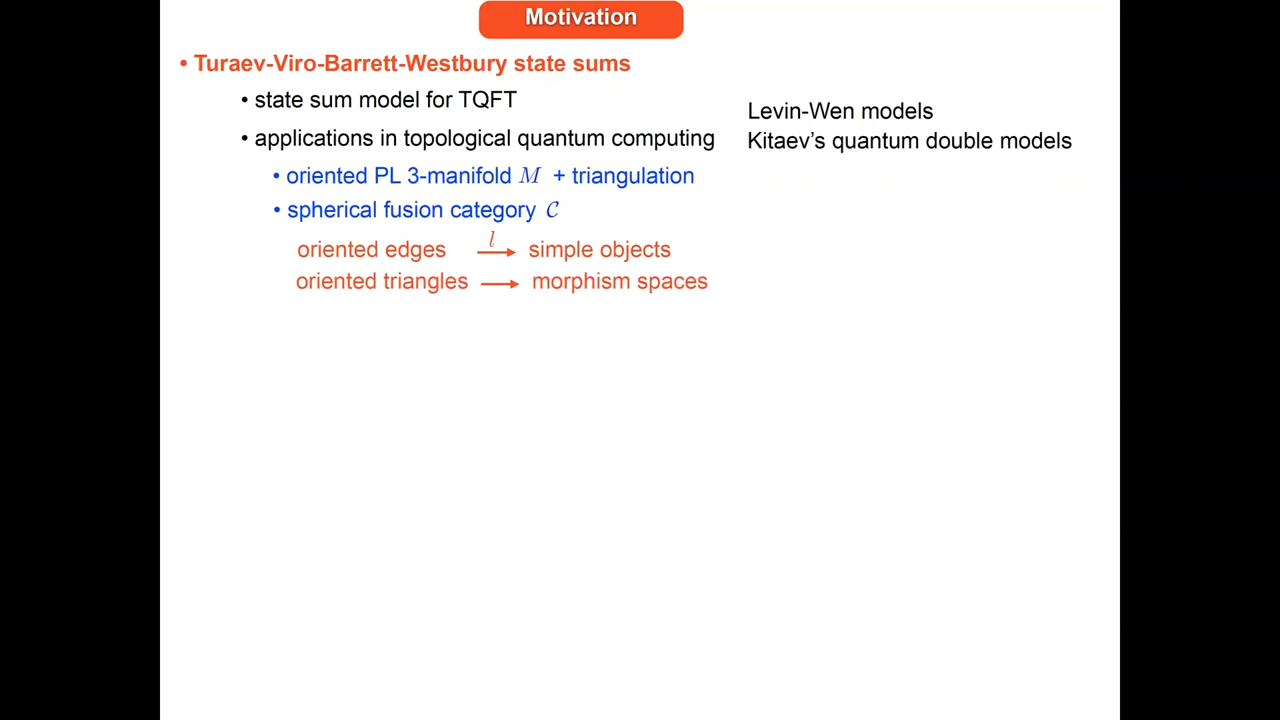 Motivation
• Turaev-Viro-Barrett-Westbury state sums
• state sum model for TQFT
• applications in topological quantum computing
Levin-Wen models
Kitaev's quantum double models
• oriented PL 3-manifold M + triangulation
• spherical fusion category C
oriented edges l → simple objects
oriented triangles → morphism spaces